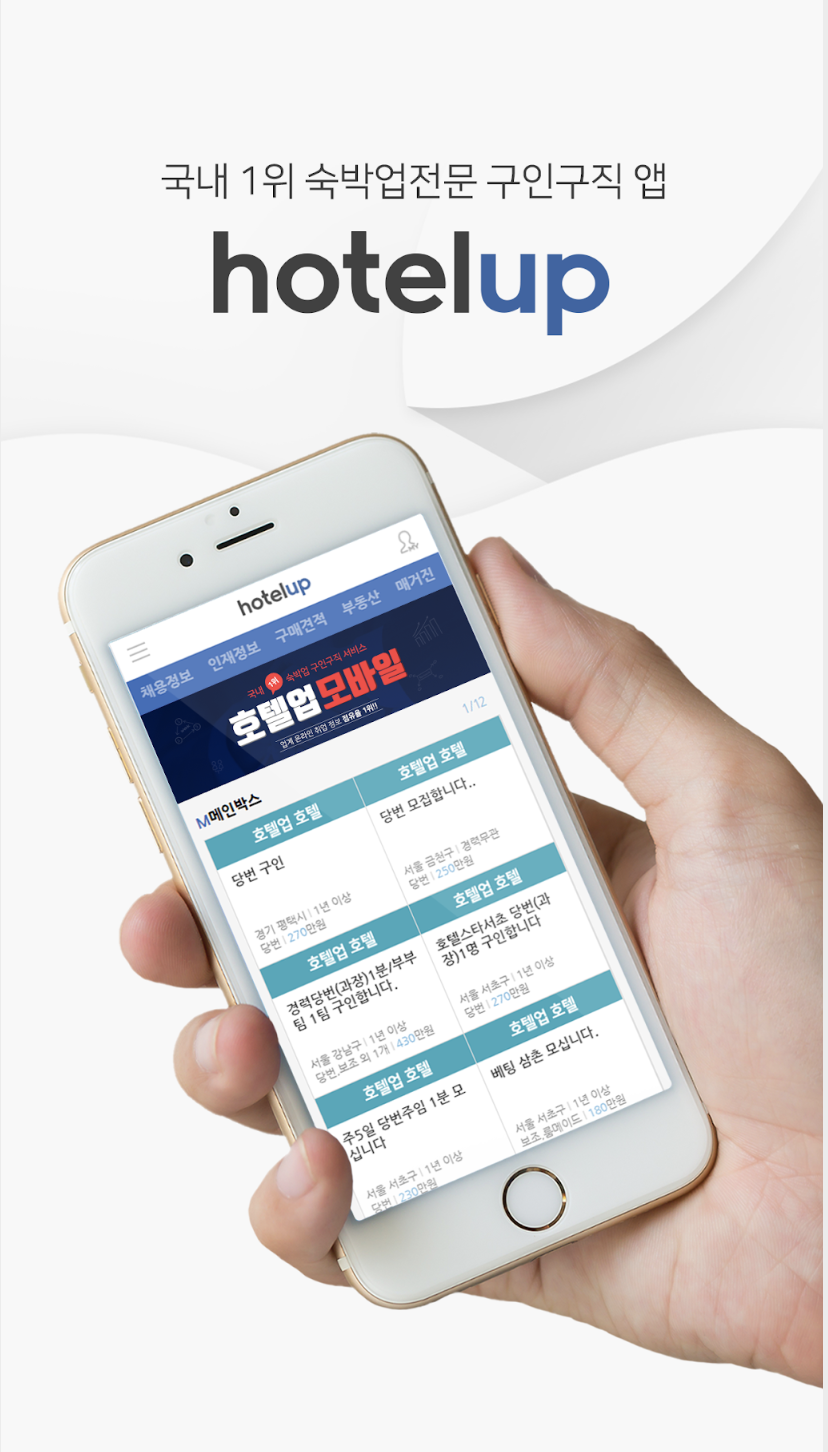 국내 1위 숙박업전문 구인구직 앱
hotelup
MY
hotelup
채용정보 인재정보 구매견적 부동산 매거진
국내 1위 숙박업 구인구직 서비스
호텔업 모바일
업계 온라인 취업 정보 점유율 1위!!
1/12
M메인박스
호텔업 호텔
당번 구인
경기 평택시 | 1년 이상
당번 | 270만원
호텔업 호텔
당번 모집합니다..
서울 금천구 | 경력무관
당번 | 250만원
호텔업 호텔
경력당번(과장)1분/부부
팀 1팀 구인합니다.
서울 강남구 | 1년 이상
당번,보조 외 1개 | 430만원
호텔업 호텔
호텔스타서초 당번(과
장)1명 구인합니다
서울 서초구 | 1년 이상
당번 | 270만원
호텔업 호텔
주5일 당번주임 1분 모
십니다
서울 서초구 | 1년 이상
당번 | 230만원
호텔업 호텔
베팅 삼촌 모십니다.
서울 서초구 | 1년 이상
보조,룸메이드 | 180만원